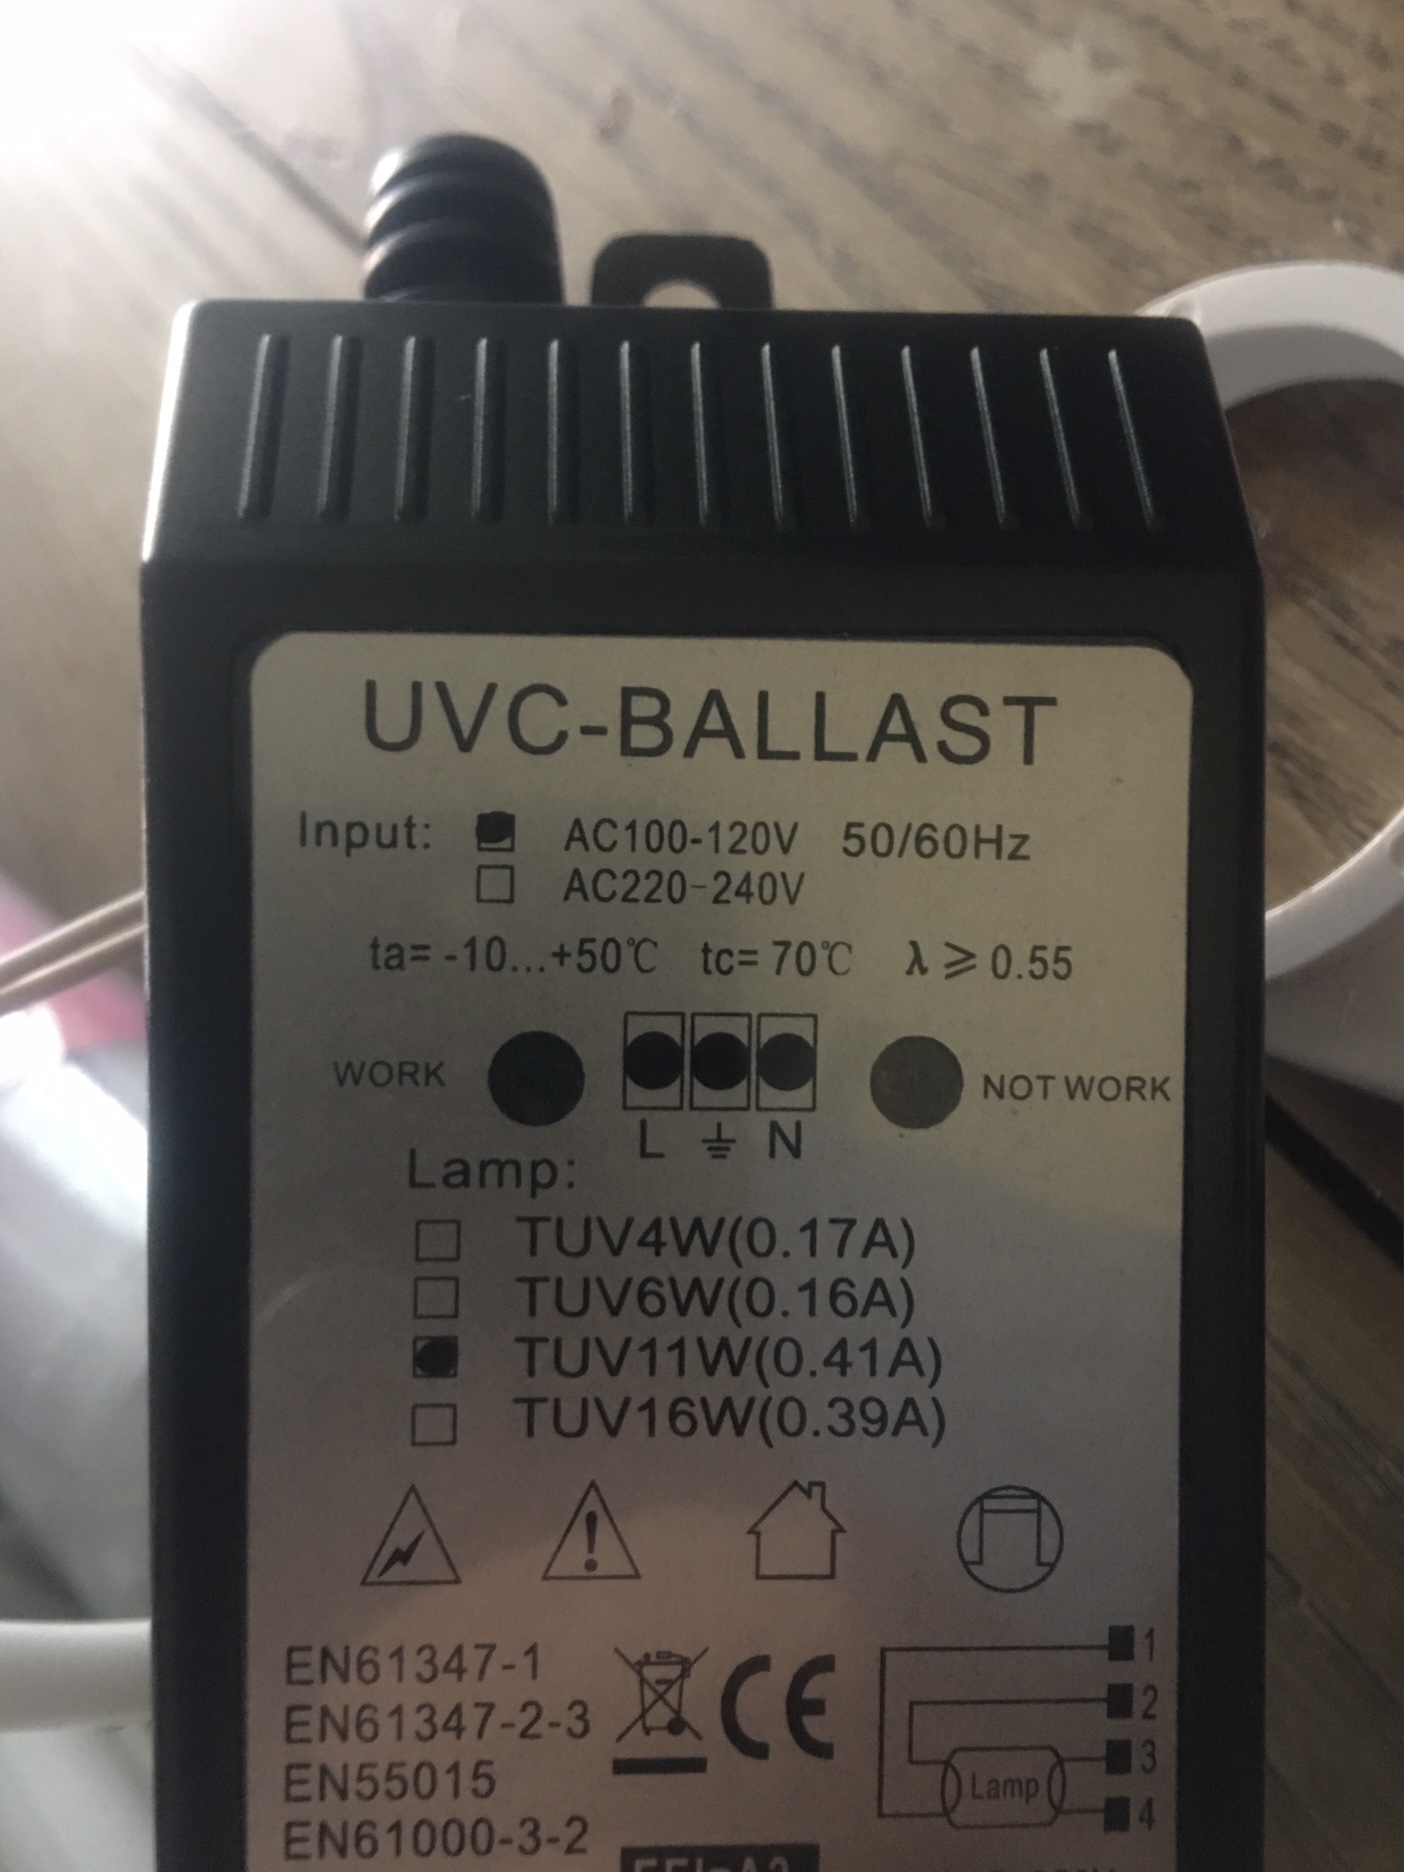 UVC-BALLAST
Input: AC100-120V 50/60Hz
AC220-240V
ta= -10...+50℃ tc= 70℃ λ ⩾ 0.55
WORK
NOT WORK
L N
Lamp:
TUV4W(0.17A)
TUV6W(0.16A)
TUV11W(0.41A)
TUV16W(0.39A)
EN61347-1
EN61347-2-3
EN55015
EN61000-3-2
CE
1
2
3
4
Lamp